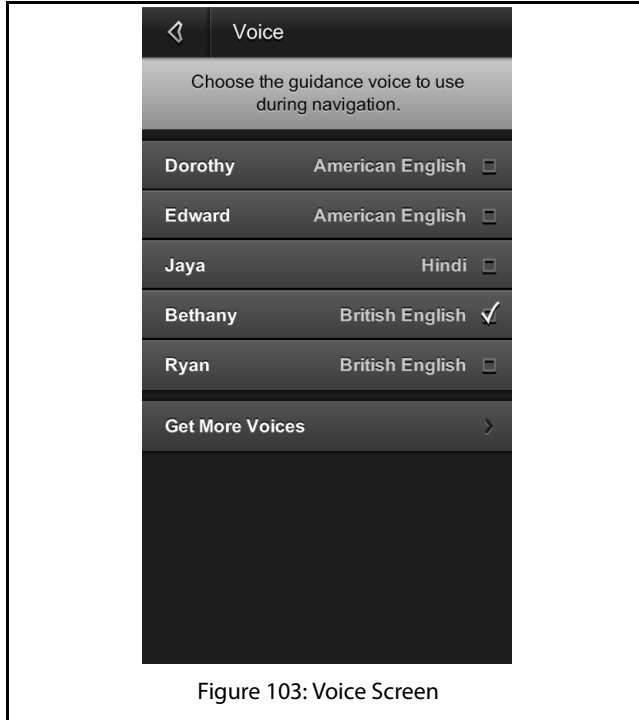 Voice
Choose the guidance voice to use
during navigation.
Dorothy American English
Edward American English
Jaya Hindi
Bethany British English
Ryan British English
Get More Voices
Figure 103: Voice Screen